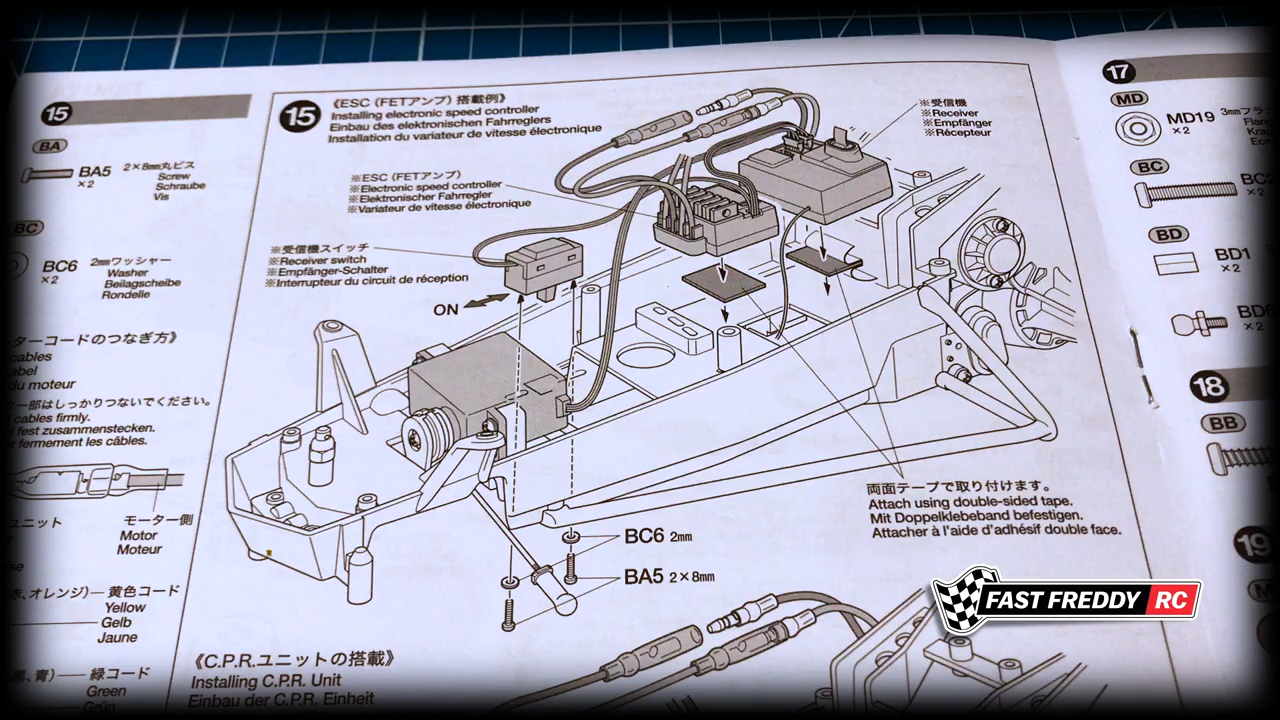 15
BA
BA5
×2
2×8mm丸ビス
Screw
Schraube
Vis
BC
BC6
×2
2mmワッシャー
Washer
Beilagscheibe
Rondelle
ターコードのつなぎ方》
cables
du moteur
部はしっかりつないでください。
cables firmly.
fest zusammenstecken.
fermement les câbles.
ユニット
モーター側
Motor
Moteur
オレンジ)― 黄色コード
Yellow
Gelb
Jaune
青)― 緑コード
Green
Grün
15
《ESC (FETアンプ) 搭載例》
Installing electronic speed controller
Einbau des elektronischen Fahrreglers
Installation du variateur de vitesse électronique
※ESC (FETアンプ)
※Electronic speed controller
※Elektronischer Fahrregler
※Variateur de vitesse électronique
※受信機
※Receiver
※Empfänger
※Récepteur
※受信機スイッチ
※Receiver switch
※Empfänger-Schalter
※Interrupteur du circuit de réception
ON
両面テープで取り付けます。
Attach using double-sided tape.
Mit Doppelklebeband befestigen.
Attacher à l'aide d'adhésif double face.
BC6 2mm
BA5 2×8mm
《C.P.R.ユニットの搭載》
Installing C.P.R. Unit
Einbau der C.P.R. Einheit
17
MD
MD19
×2
3mmフラン
BC
×2
BD
BD1
×2
×2
18
BB
19
FAST FREDDY RC